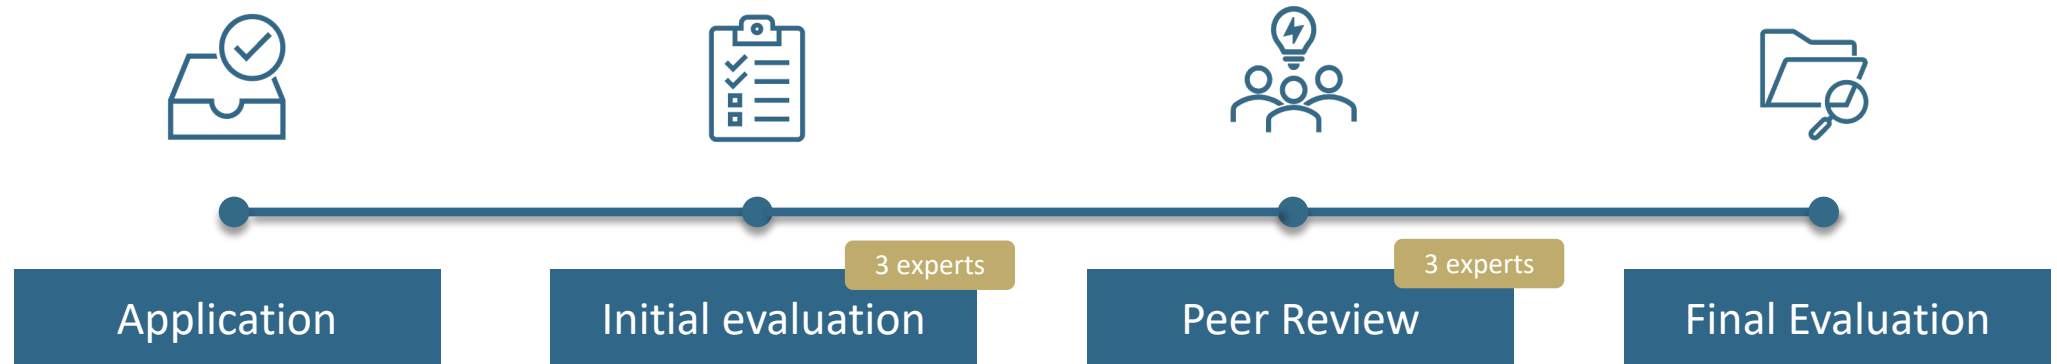 3 experts
3 experts
Application
Initial evaluation
Peer Review
Final Evaluation